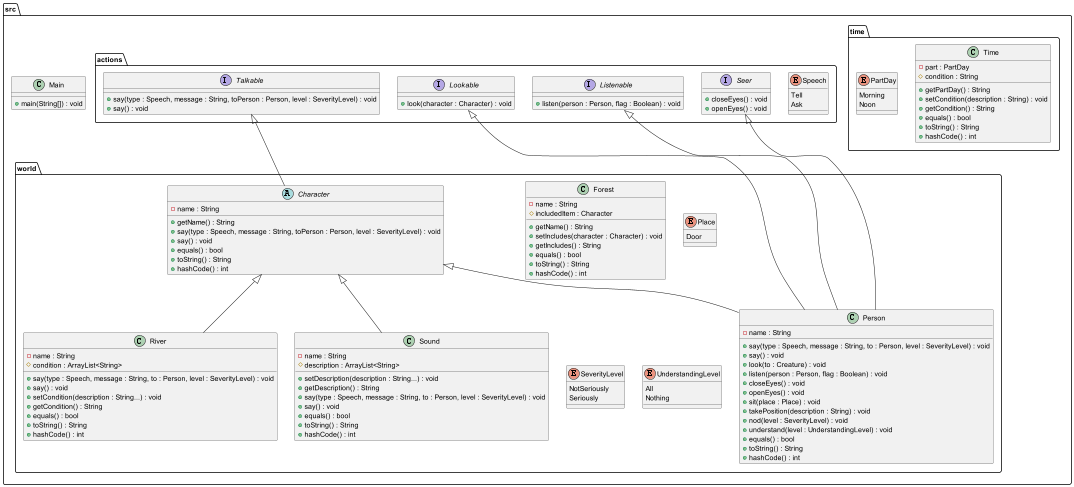 src
time
actions
C Main
main(String[]) : void
I Talkable
say(type : Speech, message : String, toPerson : Person, level : SeverityLevel) : void
say() : void
I Lookable
look(character : Character) : void
I Listenable
listen(person : Person, flag : Boolean) : void
I Seer
closeEyes() : void
openEyes() : void
E Speech
Tell
Ask
E PartDay
Morning
Noon
C Time
part : PartDay
condition : String
getPartDay() : String
setCondition(description : String) : void
getCondition() : String
equals() : bool
toString() : String
hashCode() : int
world
A Character
name : String
getName() : String
say(type : Speech, message : String, toPerson : Person, level : SeverityLevel) : void
say() : void
equals() : bool
toString() : String
hashCode() : int
C Forest
name : String
includedItem : Character
getName() : String
setIncludes(character : Character) : void
getIncludes() : String
equals() : bool
toString() : String
hashCode() : int
E Place
Door
C River
name : String
condition : ArrayList<String>
say(type : Speech, message : String, to : Person, level : SeverityLevel) : void
say() : void
setCondition(description : String...) : void
getCondition() : String
equals() : bool
toString() : String
hashCode() : int
C Sound
name : String
description : ArrayList<String>
setDescription(description : String...) : void
getDescription() : String
say(type : Speech, message : String, to : Person, level : SeverityLevel) : void
say() : void
equals() : bool
toString() : String
hashCode() : int
E SeverityLevel
NotSeriously
Seriously
E UnderstandingLevel
All
Nothing
C Person
name : String
say(type : Speech, message : String, to : Person, level : SeverityLevel) : void
say() : void
look(to : Creature) : void
listen(person : Person, flag : Boolean) : void
closeEyes() : void
openEyes() : void
sit(place : Place) : void
takePosition(description : String) : void
nod(level : SeverityLevel) : void
understand(level : UnderstandingLevel) : void
equals() : bool
toString() : String
hashCode() : int